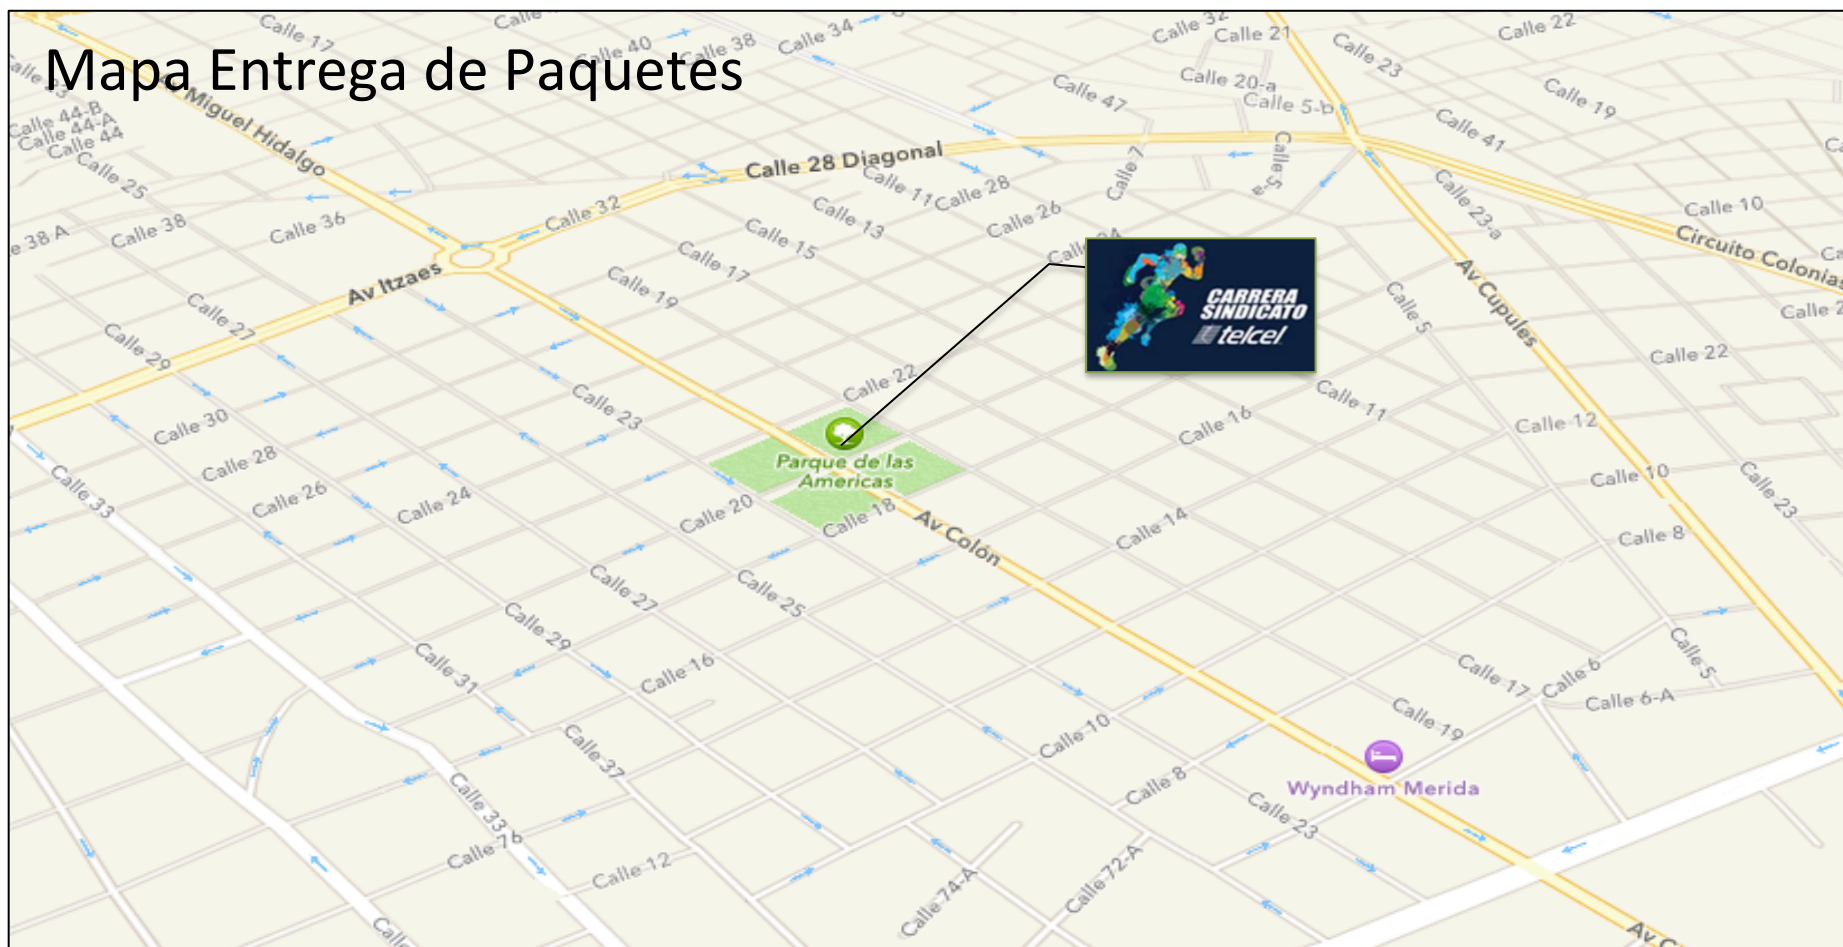 Mapa Entrega de Paquetes
Calle 17
Calle 40
Calle 38
Calle 34
Calle 32
Calle 21
Calle 22
Calle 23
Calle 20-a
Calle 47
Calle 5-b
Calle 19
Calle 41
Miguel Hidalgo
Calle 44-B
Calle 44-A
Calle 44
Calle 25
Calle 28 Diagonal
Calle 7
Calle 5-a
Calle 11
Calle 28
Calle 23-a
Calle 10
Calle 38 A
Calle 38
Calle 36
Calle 32
Calle 13
Calle 26
Calle 15
Circuito Colonias
Av Itzaes
Calle 17
Calle 19
Av Cupules
Calle 5
CARRERA
SINDICATO
telcel
Calle 27
Calle 29
Calle 22
Calle 22
Calle 11
Calle 23
Calle 16
Calle 12
Calle 30
Calle 28
Calle 26
Calle 24
Parque de las
Americas
Calle 10
Calle 23
Calle 33
Calle 20
Calle 18
Av Colón
Calle 14
Calle 8
Calle 27
Calle 25
Calle 29
Calle 31
Calle 16
Calle 17
Calle 6
Calle 5
Calle 6-A
Calle 19
Calle 37
Calle 10
Calle 8
Wyndham Merida
Calle 23
Calle 33 b
Calle 76
Calle 12
Calle 74-A
Calle 72-A